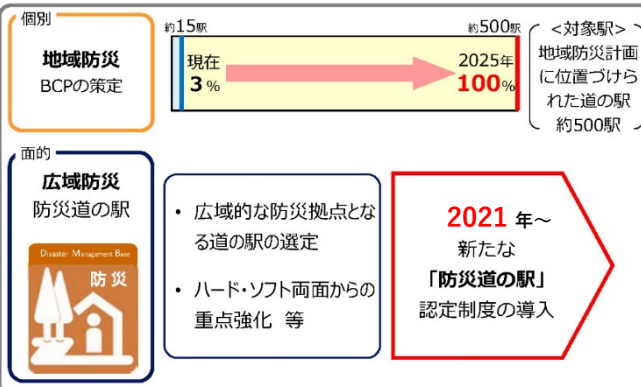 個別
地域防災
BCPの策定
約15駅
約500駅
現在
3%
2025年
100%
<対象駅>
地域防災計画
に位置づけら
れた道の駅
約500駅
面的
広域防災
防災道の駅
Disaster Management Base
防災
• 広域的な防災拠点とな
る道の駅の選定
• ハード・ソフト両面からの
重点強化 等
2021 年～
新たな
「防災道の駅」
認定制度の導入